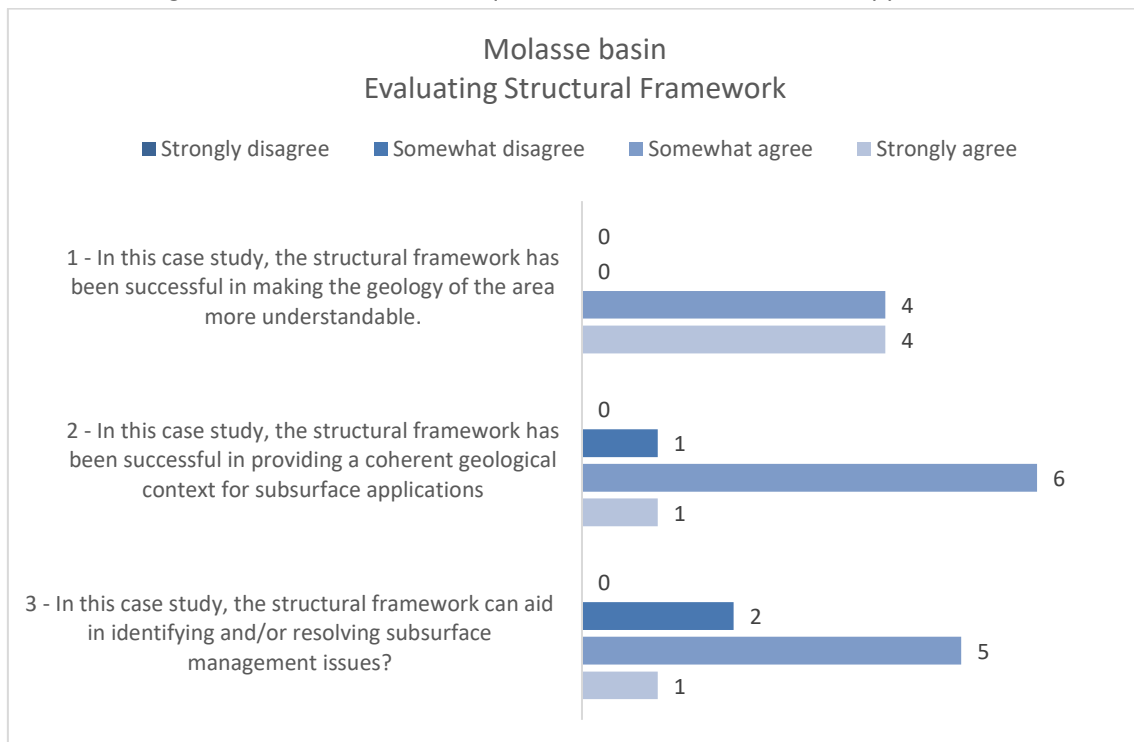 Molasse basin
Evaluating Structural Framework
Strongly disagree Somewhat disagree Somewhat agree Strongly agree
1 - In this case study, the structural framework has
been successful in making the geology of the area
more understandable.
0
0
4
4
2 - In this case study, the structural framework has
been successful in providing a coherent geological
context for subsurface applications
0
1
6
1
3 - In this case study, the structural framework can aid
in identifying and/or resolving subsurface
management issues?
0
2
5
1